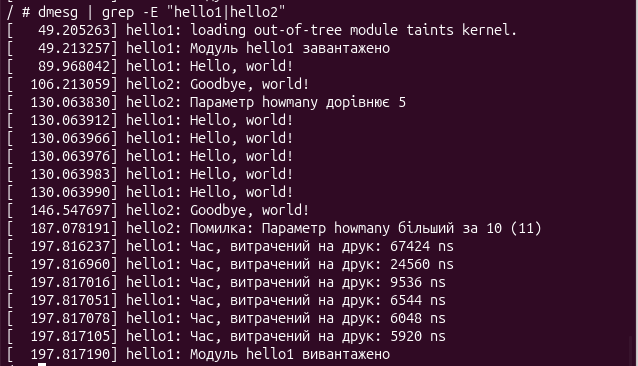 / # dmesg | grep -E "hello1|hello2"
[   49.205263] hello1: loading out-of-tree module taints kernel.
[   49.213257] hello1: Модуль hello1 завантажено
[   89.968042] hello1: Hello, world!
[  106.213059] hello2: Goodbye, world!
[  130.063830] hello2: Параметр howmany дорівнює 5
[  130.063912] hello1: Hello, world!
[  130.063966] hello1: Hello, world!
[  130.063976] hello1: Hello, world!
[  130.063983] hello1: Hello, world!
[  130.063990] hello1: Hello, world!
[  146.547697] hello2: Goodbye, world!
[  187.078191] hello2: Помилка: Параметр howmany більший за 10 (11)
[  197.816237] hello1: Час, витрачений на друк: 67424 ns
[  197.816960] hello1: Час, витрачений на друк: 24560 ns
[  197.817016] hello1: Час, витрачений на друк: 9536 ns
[  197.817051] hello1: Час, витрачений на друк: 6544 ns
[  197.817078] hello1: Час, витрачений на друк: 6048 ns
[  197.817105] hello1: Час, витрачений на друк: 5920 ns
[  197.817190] hello1: Модуль hello1 вивантажено